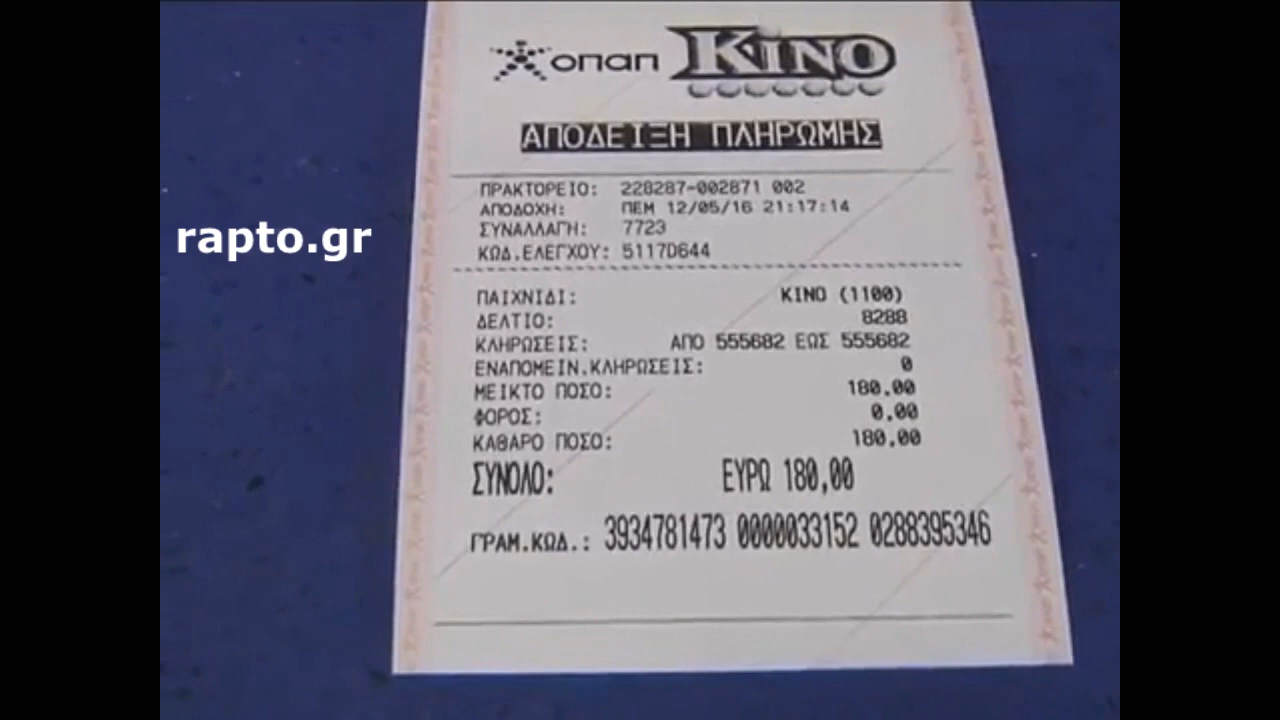 οπαπ ΚΙΝΟ
ΑΠΟΔΕΙΞΗ ΠΛΗΡΩΜΗΣ
ΠΡΑΚΤΟΡΕΙΟ: 228287-002871 002
ΑΠΟΔΟΧΗ: ΠΕΜ 12/05/16 21:17:14
ΣΥΝΑΛΛΑΓΗ: 7723
ΚΩΔ.ΕΛΕΓΧΟΥ: 5117D644
rapto.gr
ΠΑΙΧΝΙΔΙ: ΚΙΝΟ (1100)
ΔΕΛΤΙΟ: 8288
ΚΛΗΡΩΣΕΙΣ: ΑΠΟ 555682 ΕΩΣ 555682
ΕΝΑΠΟΜΕΙΝ.ΚΛΗΡΩΣΕΙΣ: 0
ΜΕΙΚΤΟ ΠΟΣΟ: 180.00
ΦΟΡΟΣ: 0.00
ΚΑΘΑΡΟ ΠΟΣΟ: 180.00
ΣΥΝΟΛΟ: ΕΥΡΩ 180,00
ΓΡΑΜ.ΚΩΔ.: 3934781473 0000033152 0288395346